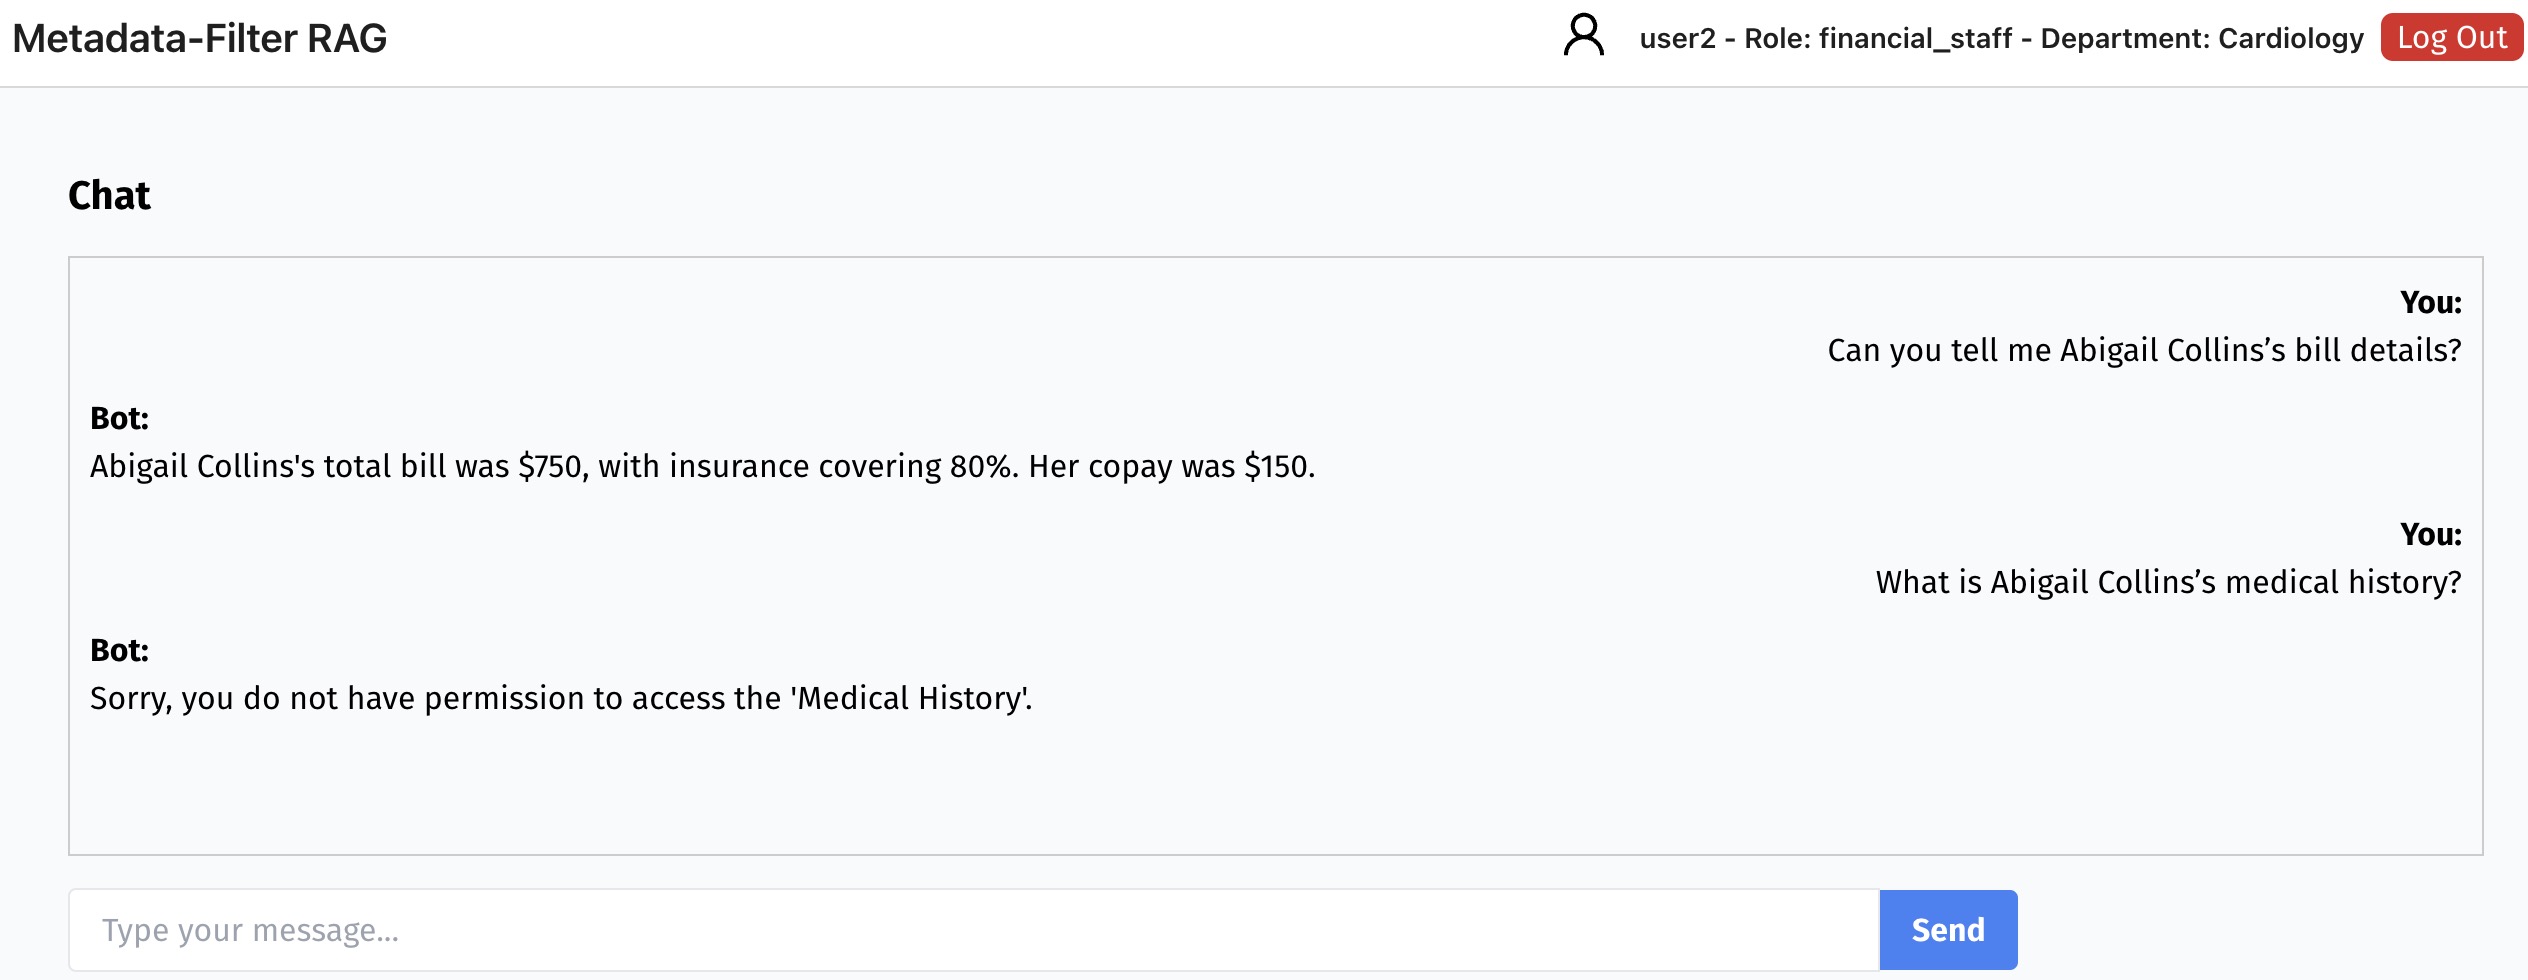 Metadata-Filter RAG
user2 - Role: financial_staff - Department: Cardiology
Log Out
Chat
You:
Can you tell me Abigail Collins’s bill details?
Bot:
Abigail Collins's total bill was $750, with insurance covering 80%. Her copay was $150.
You:
What is Abigail Collins’s medical history?
Bot:
Sorry, you do not have permission to access the 'Medical History'.
Type your message...
Send